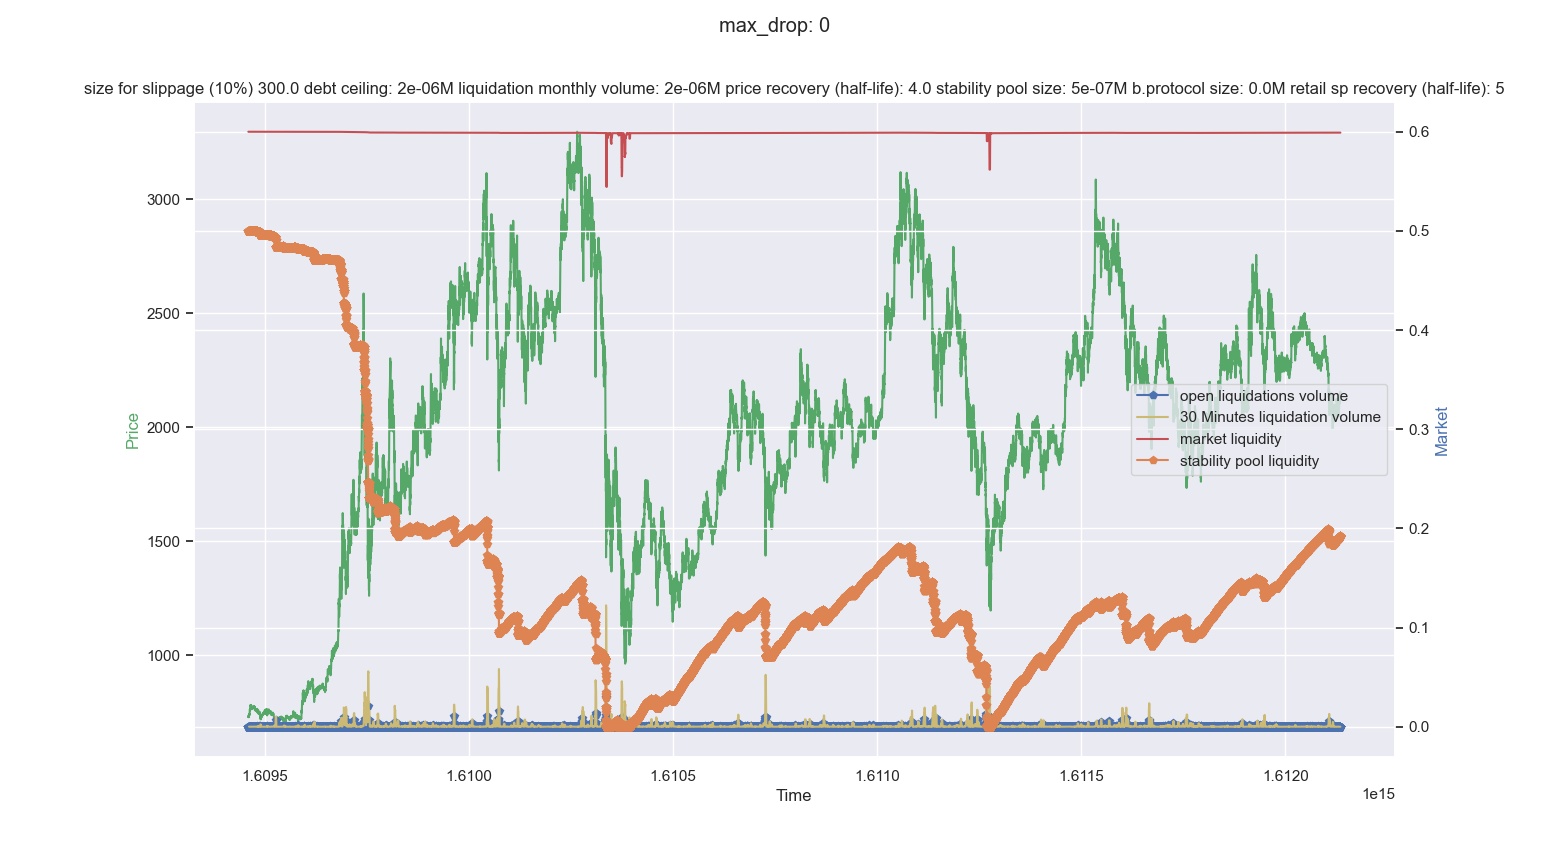 max_drop: 0
size for slippage (10%) 300.0 debt ceiling: 2e-06M liquidation monthly volume: 2e-06M price recovery (half-life): 4.0 stability pool size: 5e-07M b.protocol size: 0.0M retail sp recovery (half-life): 5
0.6
3000
0.5
2500
0.4
open liquidations volume
30 Minutes liquidation volume
market liquidity
stability pool liquidity
Price
2000
0.3
Market
1500
0.2
1000
0.1
0.0
1.6095
1.6100
1.6105
1.6110
1.6115
1.6120
Time
1e15